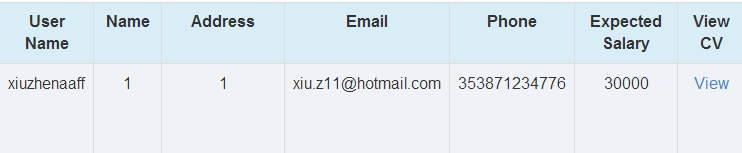 User Name Name Address Email Phone Expected Salary View CV
xiuzhenaaff 1 1 xiu.z11@hotmail.com 353871234776 30000 View